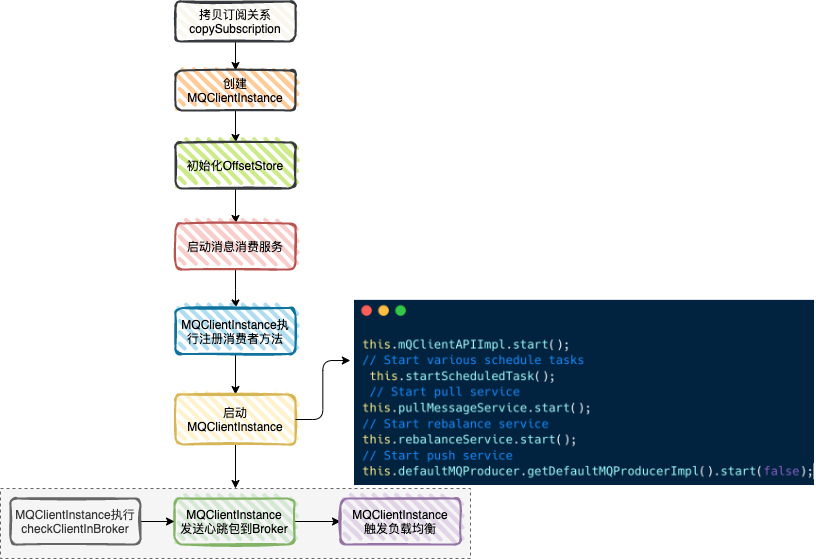 拷贝订阅关系
copySubscription
创建
MQClientInstance
初始化OffsetStore
启动消息消费服务
MQClientInstance执
行注册消费者方法
启动
MQClientInstance
this.mQClientAPIImpl.start();
// Start various schedule tasks
this.startScheduledTask();
// Start pull service
this.pullMessageService.start();
// Start rebalance service
this.rebalanceService.start();
// Start push service
this.defaultMQProducer.getDefaultMQProducerImpl().start(false);
MQClientInstance执行
checkClientInBroker
MQClientInstance
发送心跳包到Broker
MQClientInstance
触发负载均衡